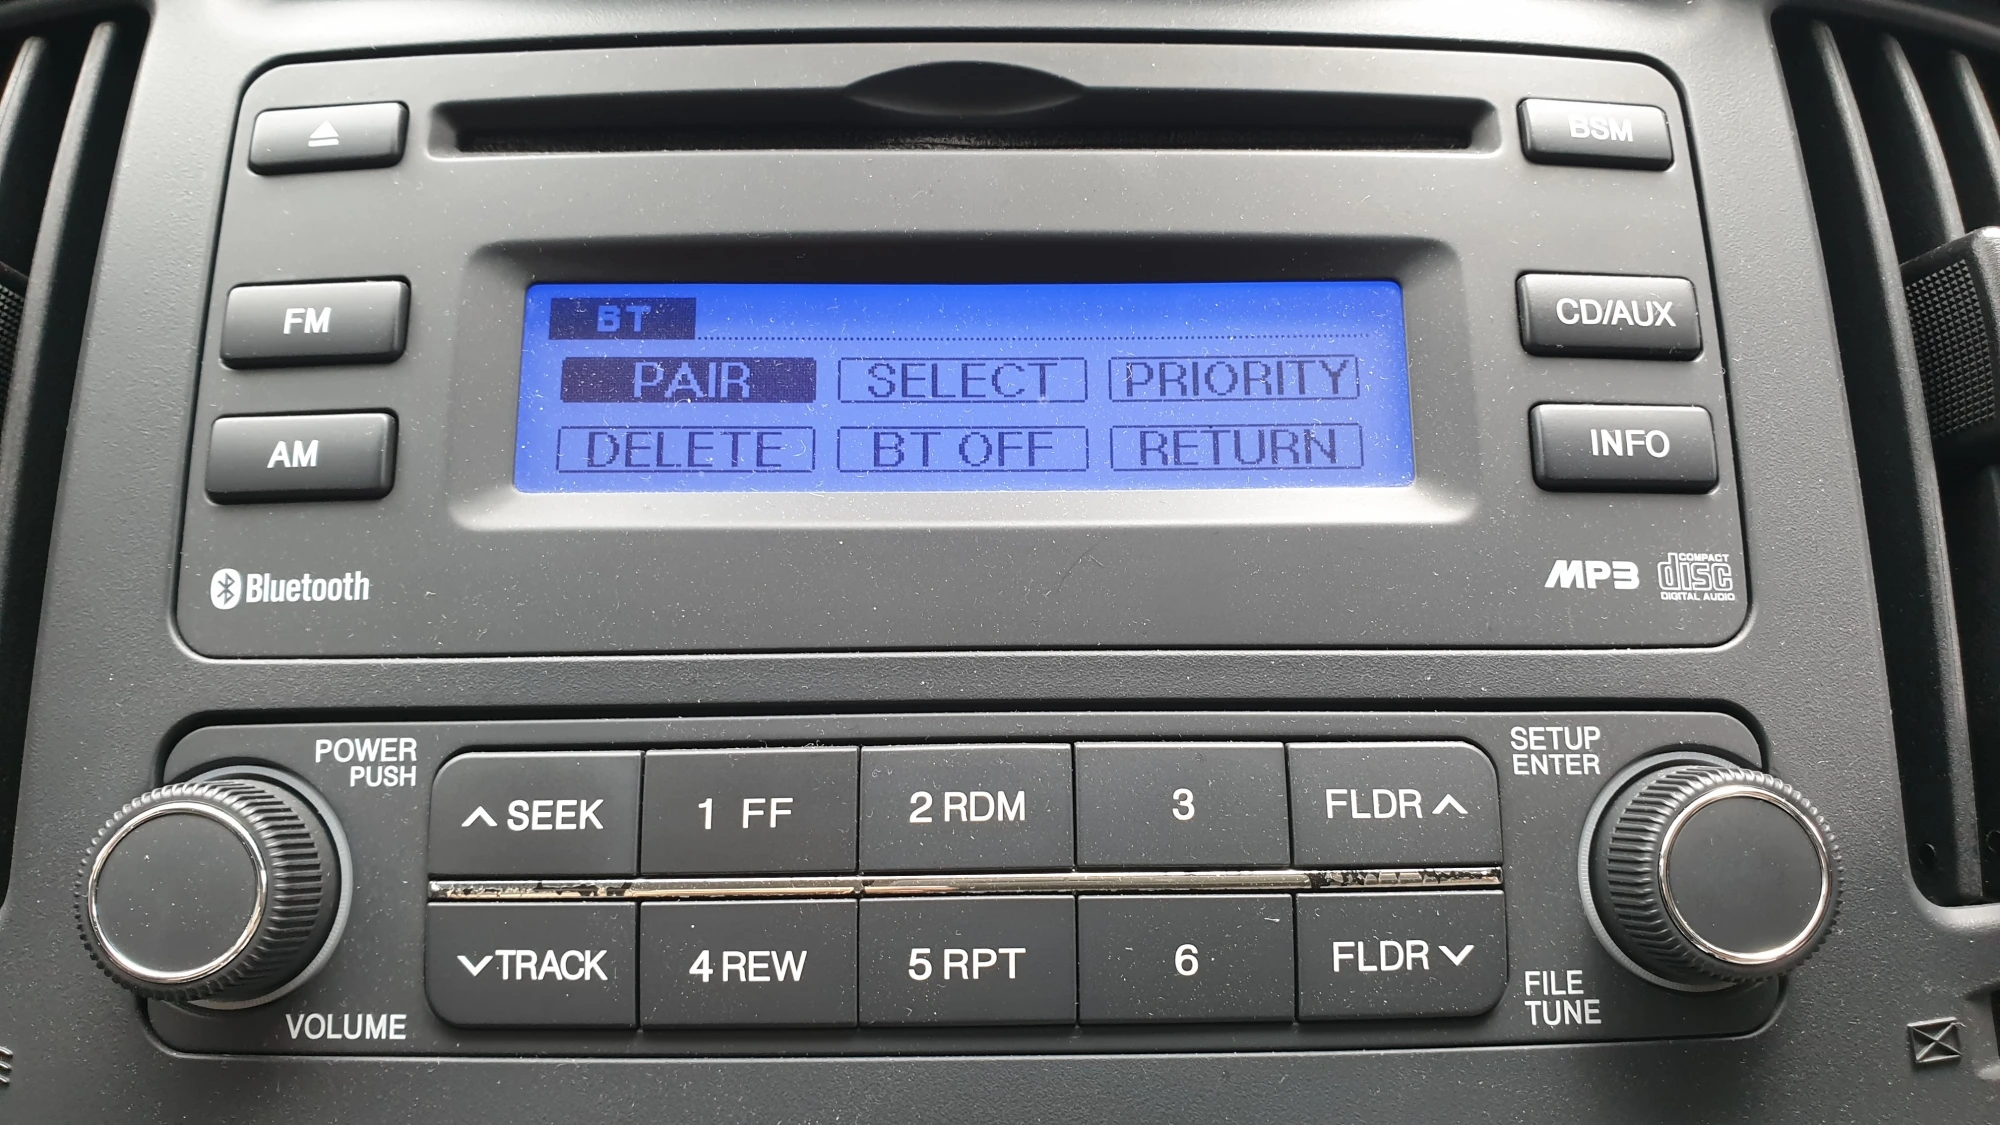 BSM
FM
CD/AUX
AM
INFO
BT
PAIR SELECT PRIORITY
DELETE BT OFF RETURN
Bluetooth
MP3
COMPACT
disc
DIGITAL AUDIO
POWER
PUSH
VOLUME
SEEK 1 FF 2 RDM 3 FLDR
TRACK 4 REW 5 RPT 6 FLDR
SETUP
ENTER
FILE
TUNE